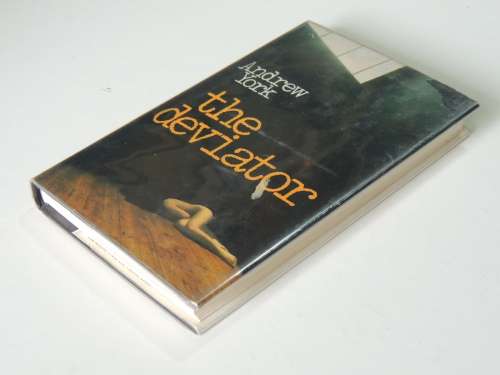 Andrew
York
the
deviator